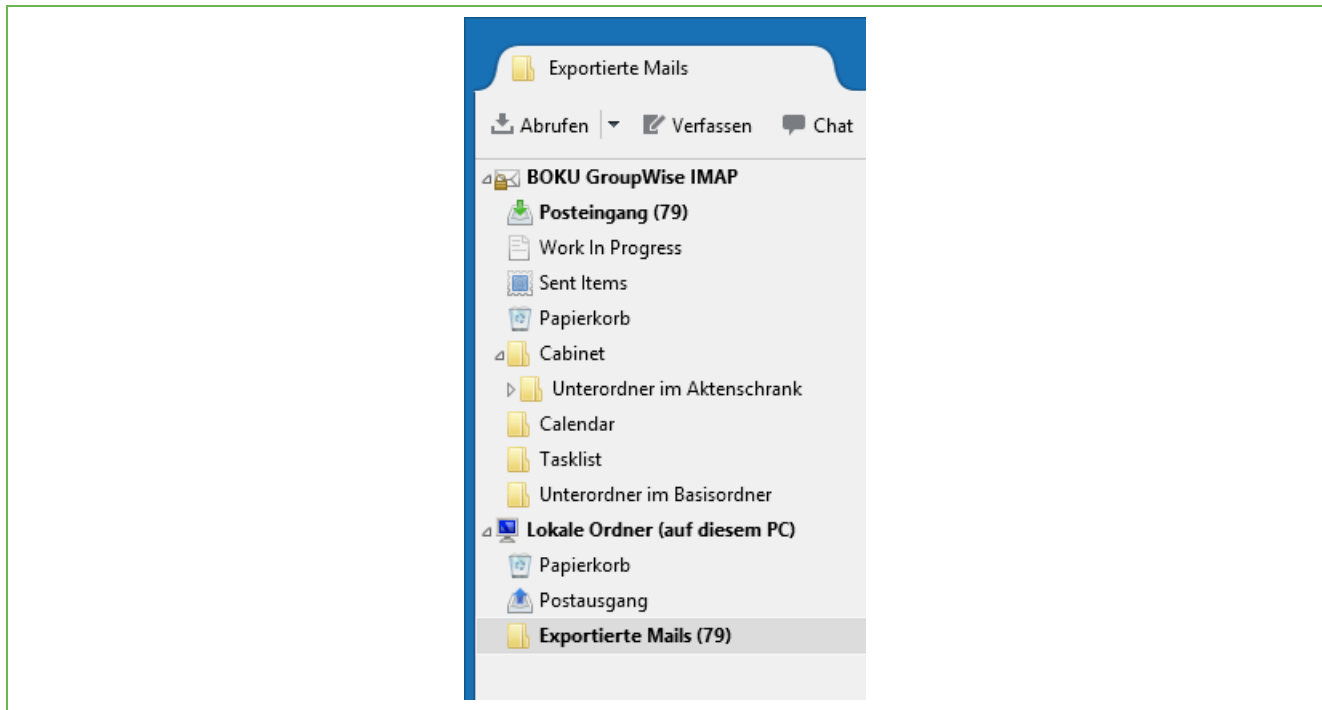 Exportierte Mails
Abrufen Verfassen Chat
BOKU GroupWise IMAP
Posteingang (79)
Work In Progress
Sent Items
Papierkorb
Cabinet
Unterordner im Aktenschrank
Calendar
Tasklist
Unterordner im Basisordner
Lokale Ordner (auf diesem PC)
Papierkorb
Postausgang
Exportierte Mails (79)